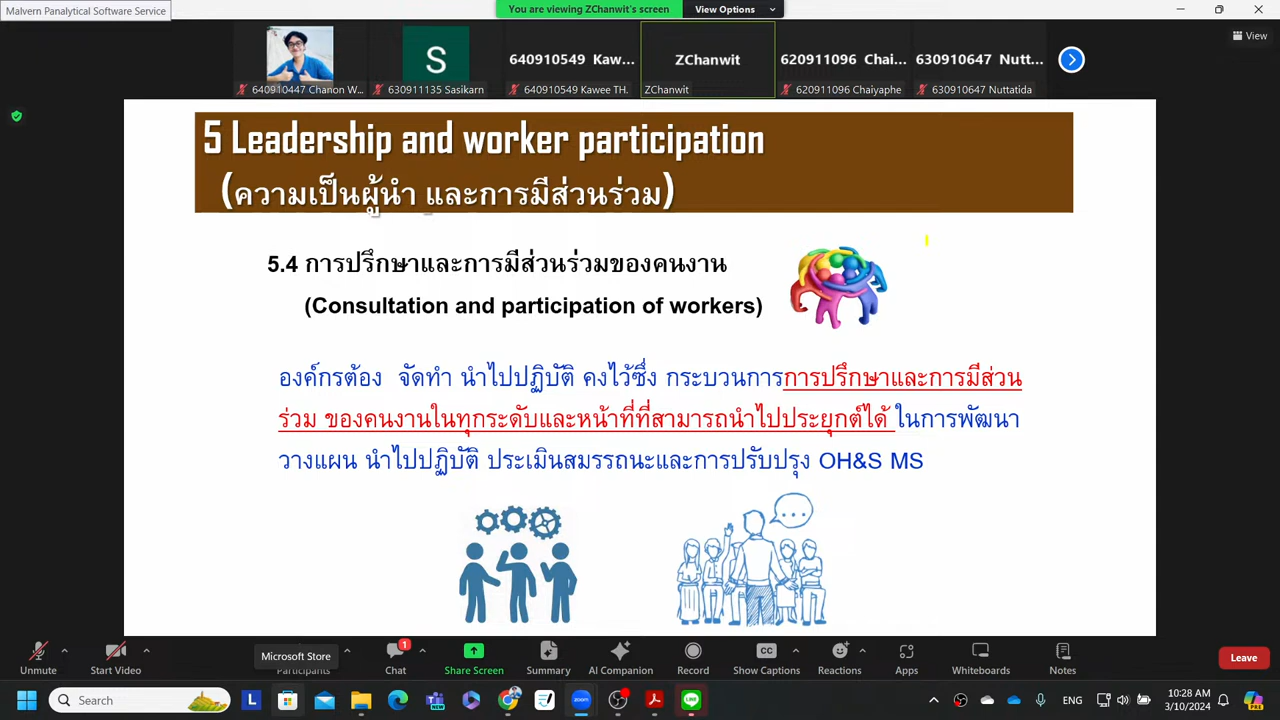 Malvern Panalytical Software Service
You are viewing ZChanwit's screen
View Options
View
S
640910549 Kaw...
ZChanwit
620911096 Chai...
630910647 Nutt...
640910447 Chanon W...
630911135 Sasikarn
640910549 Kawee TH.
ZChanwit
620911096 Chaiyaphe
630910647 Nuttatida
5 Leadership and worker participation
(ความเป็นผู้นำ และการมีส่วนร่วม)
5.4 การปรึกษาและการมีส่วนร่วมของคนงาน
(Consultation and participation of workers)
องค์กรต้อง จัดทำ นำไปปฏิบัติ คงไว้ซึ่ง กระบวนการการปรึกษาและการมีส่วน
ร่วม ของคนงานในทุกระดับและหน้าที่ที่สามารถนำไปประยุกต์ได้ ในการพัฒนา
วางแผน นำไปปฏิบัติ ประเมินสมรรถนะและการปรับปรุง OH&S MS
Unmute
Start Video
Microsoft Store
Participants
1
Chat
Share Screen
Summary
AI Companion
Record
CC
Show Captions
Reactions
Apps
Whiteboards
Notes
Leave
Search
L
NEW
zoom
LINE
ENG
10:28 AM
3/10/2024